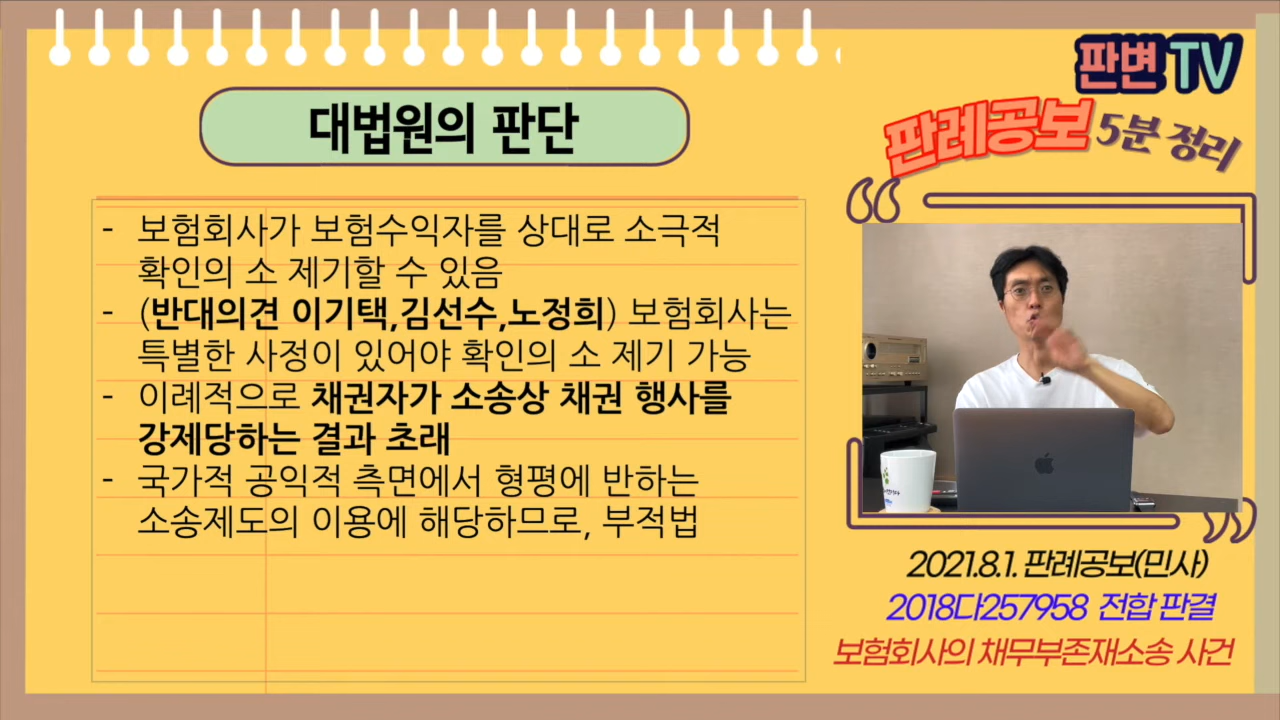 대법원의 판단
- 보험회사가 보험수익자를 상대로 소극적
확인의 소 제기할 수 있음
- (반대의견 이기택,김선수,노정희) 보험회사는
특별한 사정이 있어야 확인의 소 제기 가능
- 이례적으로 채권자가 소송상 채권 행사를
강제당하는 결과 초래
- 국가적 공익적 측면에서 형평에 반하는
소송제도의 이용에 해당하므로, 부적법
판변 TV
판례공보 5분 정리
2021.8.1. 판례공보(민사)
2018다257958 전합 판결
보험회사의 채무부존재소송 사건